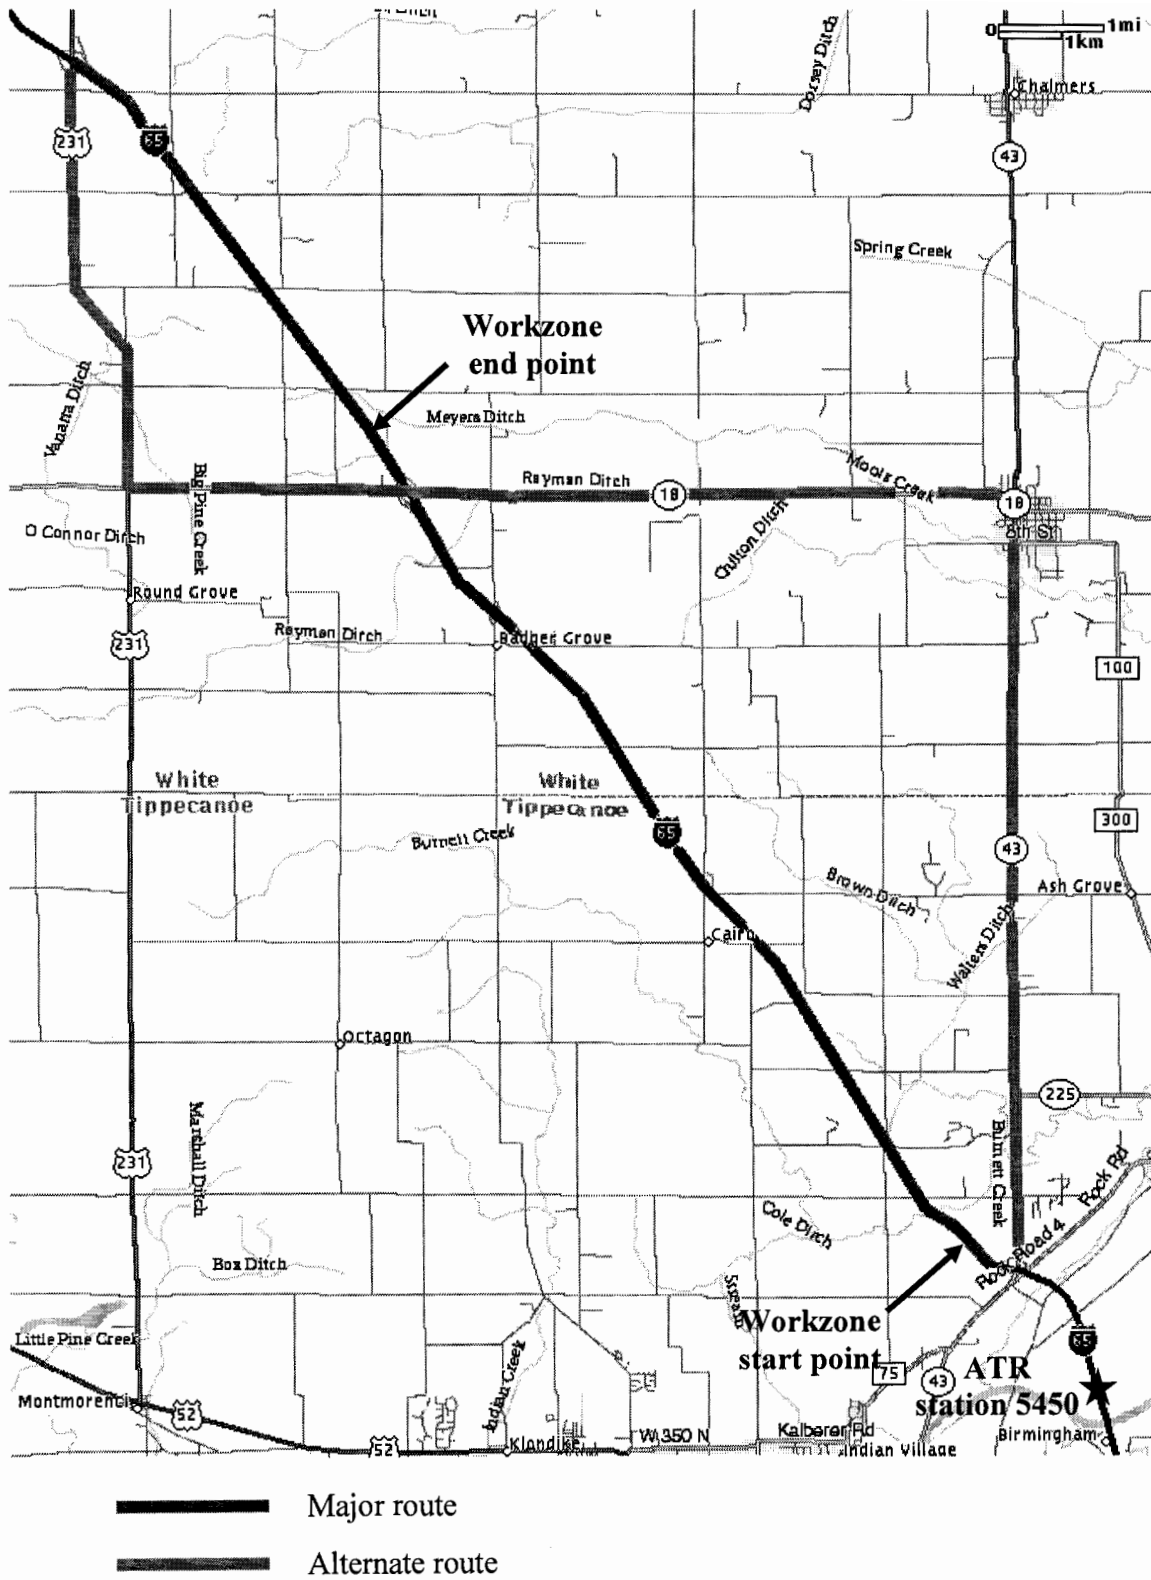 Ditch
0
1mi
1km
Dorsey Ditch
Chalmers
231
65
43
Spring Creek
Workzone
end point
Vanatta Ditch
Meyers Ditch
Big Pine Creek
Rayman Ditch
18
Moots Creek
18
O Connor Ditch
Chilton Ditch
8th St
Round Grove
231
Rayman Ditch
Badger Grove
100
White
Tippecanoe
White
Tippecanoe
65
300
Burnett Creek
43
Brown Ditch
Ash Grove
Cairo
Walters Ditch
Octagon
225
Marshall Ditch
231
Burnett Creek
Rock Rd
Cole Ditch
Road 4
Box Ditch
Stream
Workzone
start point
Little Pine Creek
65
75
43
ATR
station 5450
Indian Creek
Montmorenci
52
52
Klondike
W 350 N
Kalberer Rd
Indian Village
Birmingham
Major route
Alternate route